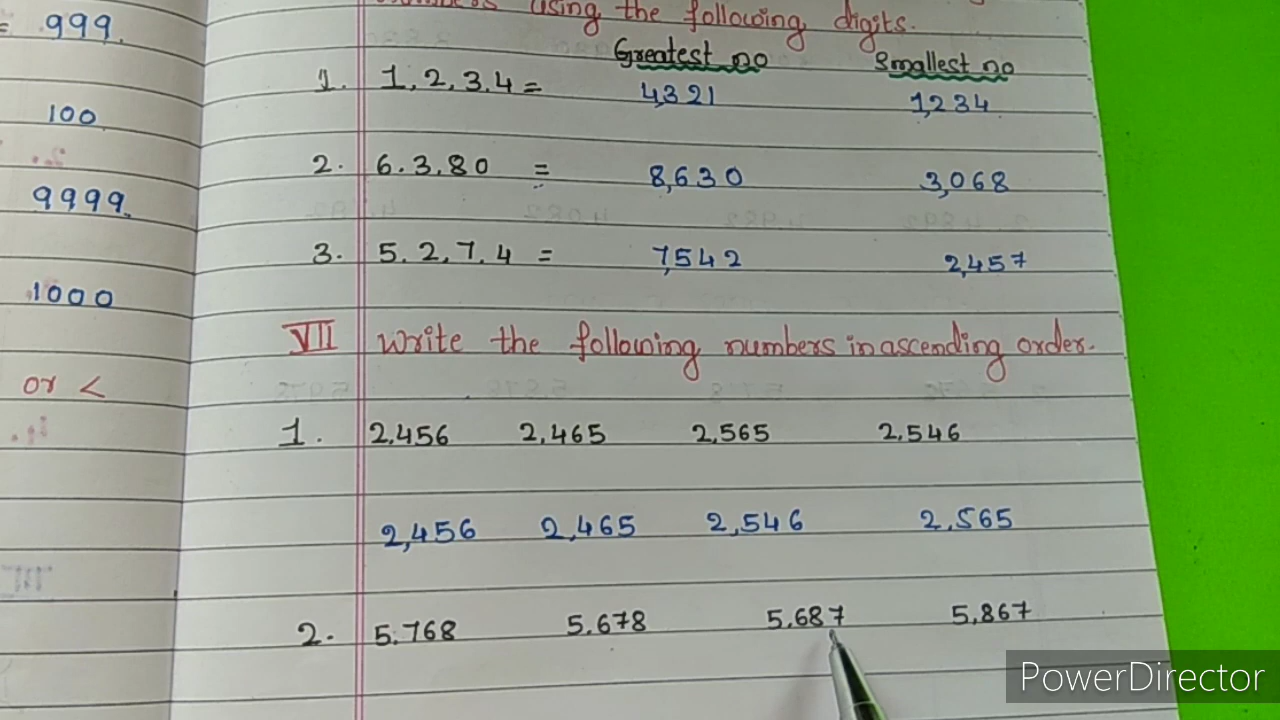 999.
100
9999.
1000
or <
using the following digits.
Greatest no Smallest no
1. 1,2,3,4 = 4,321 1,234
2. 6.3.80 = 8,630 3,068
3. 5.2,7.4 = 7,542 2,457
VII Write the following numbers in ascending order.
1. 2,456 2,465 2,565 2,546
2,456 2,465 2,546 2,565
2. 5,768 5,678 5,687 5,867
PowerDirector